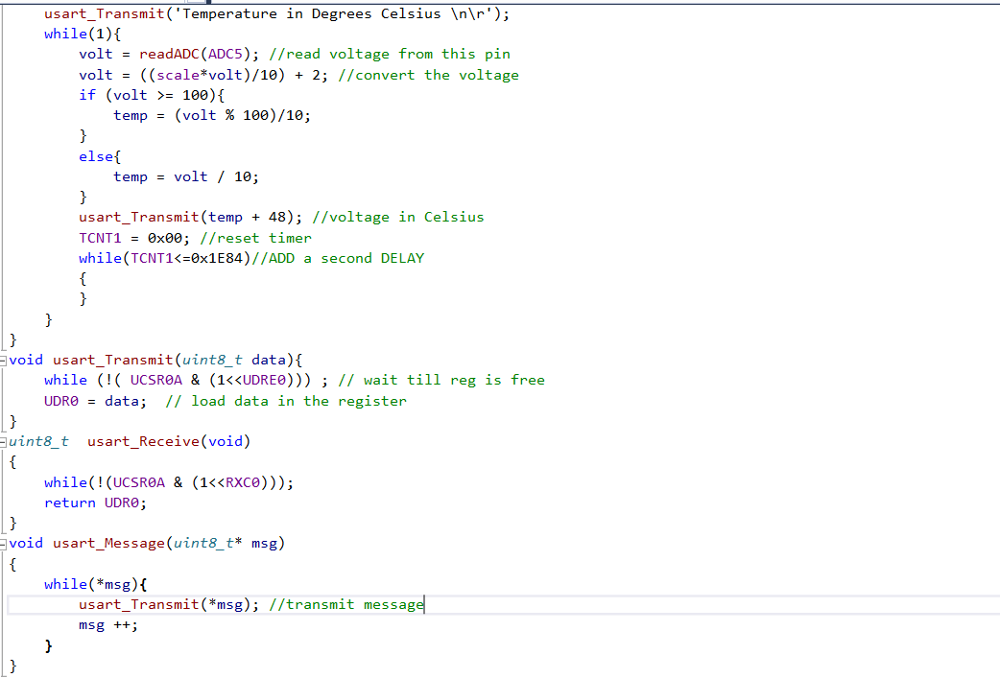 usart_Transmit('Temperature in Degrees Celsius \n\r');
while(1){
volt = readADC(ADC5); //read voltage from this pin
volt = ((scale*volt)/10) + 2; //convert the voltage
if (volt >= 100){
temp = (volt % 100)/10;
}
else{
temp = volt / 10;
}
usart_Transmit(temp + 48); //voltage in Celsius
TCNT1 = 0x00; //reset timer
while(TCNT1<=0x1E84)//ADD a second DELAY
{
}
}
}
void usart_Transmit(uint8_t data){
while (!( UCSR0A & (1<<UDRE0))) ; // wait till reg is free
UDR0 = data;  // load data in the register
}
uint8_t  usart_Receive(void)
{
while(!(UCSR0A & (1<<RXC0)));
return UDR0;
}
void usart_Message(uint8_t* msg)
{
while(*msg){
usart_Transmit(*msg); //transmit message
msg ++;
}
}